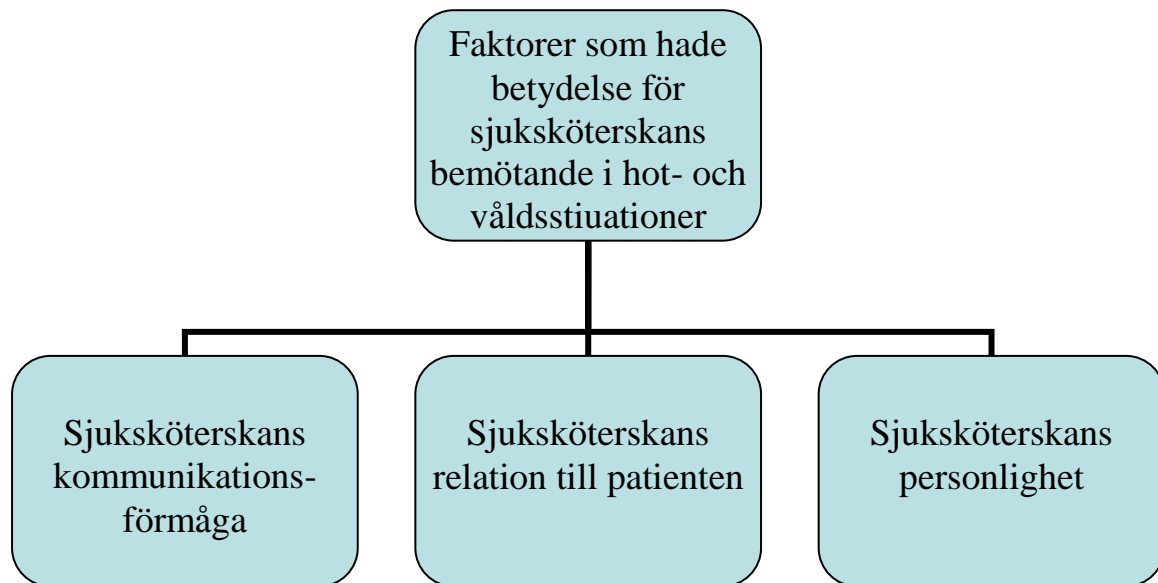 Faktorer som hade
betydelse för
sjuksköterskans
bemötande i hot- och
våldsstiuationer
Sjuksköterskans
kommunikations-
förmåga
Sjuksköterskans
relation till patienten
Sjuksköterskans
personlighet